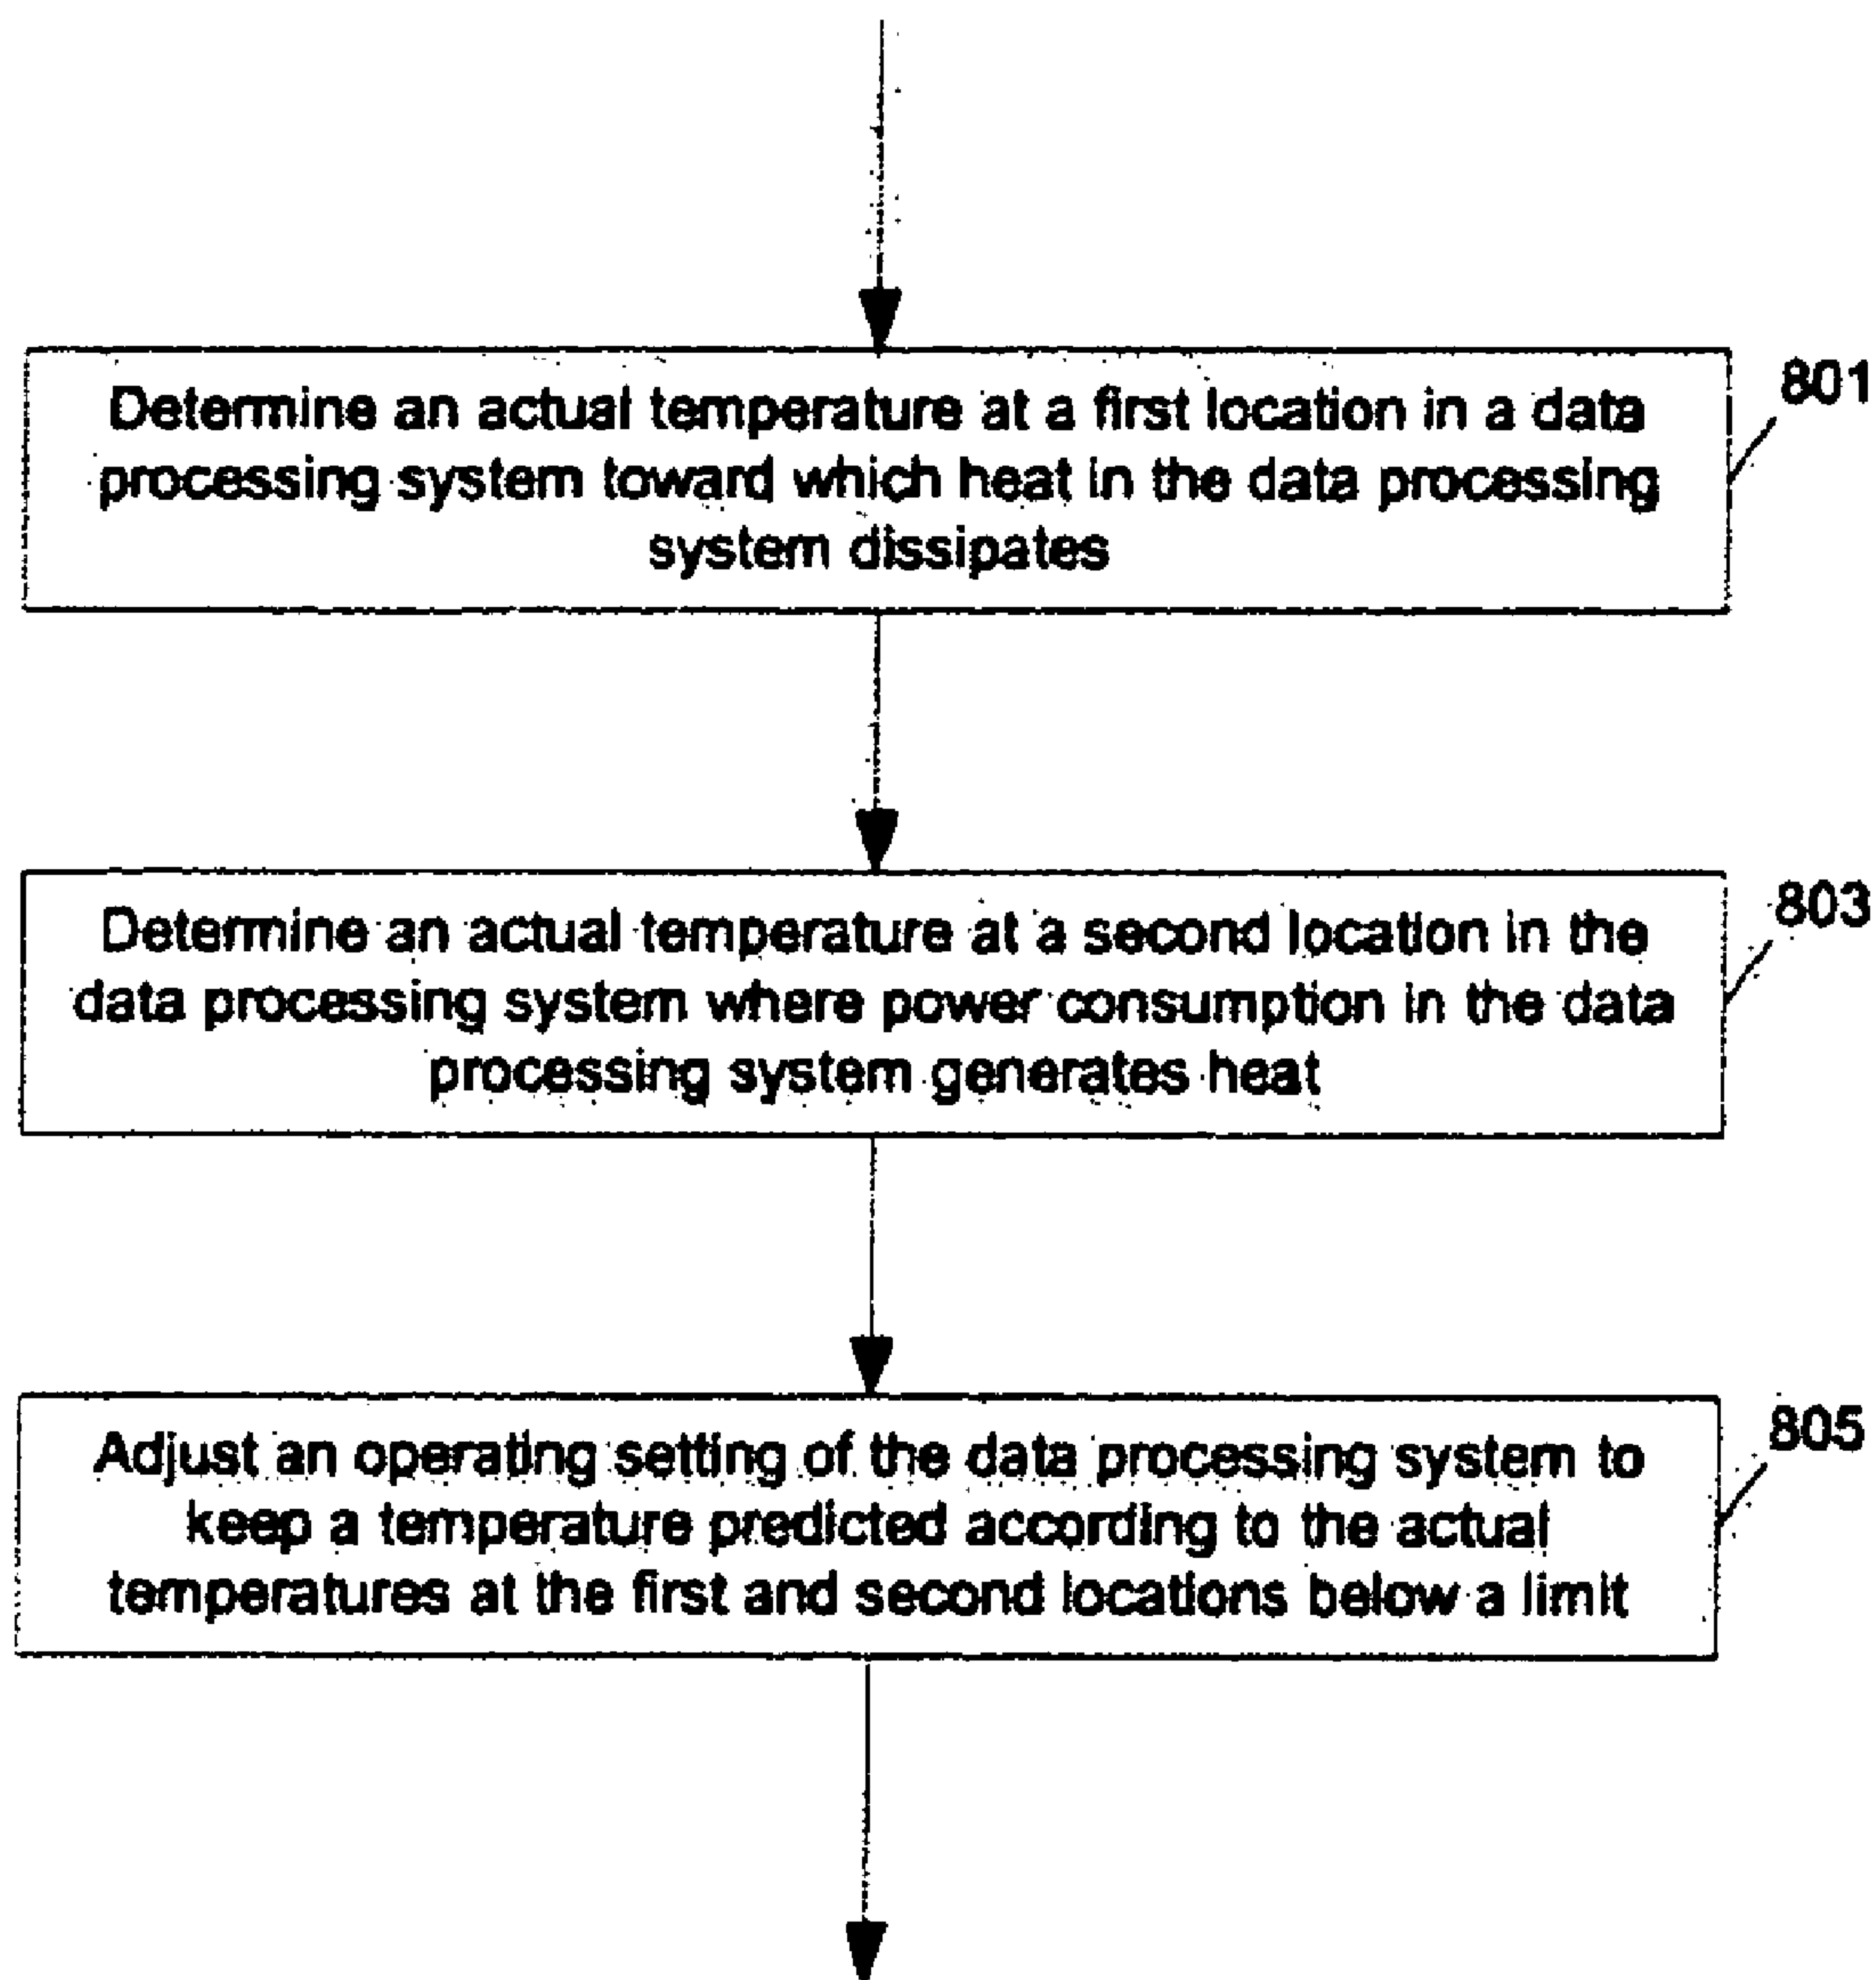 Determine an actual temperature at a first location in a data
processing system toward which heat in the data processing
system dissipates
801
Determine an actual temperature at a second location in the
data processing system where power consumption in the data
processing system generates heat
803
Adjust an operating setting of the data processing system to
keep a temperature predicted according to the actual
temperatures at the first and second locations below a limit
805